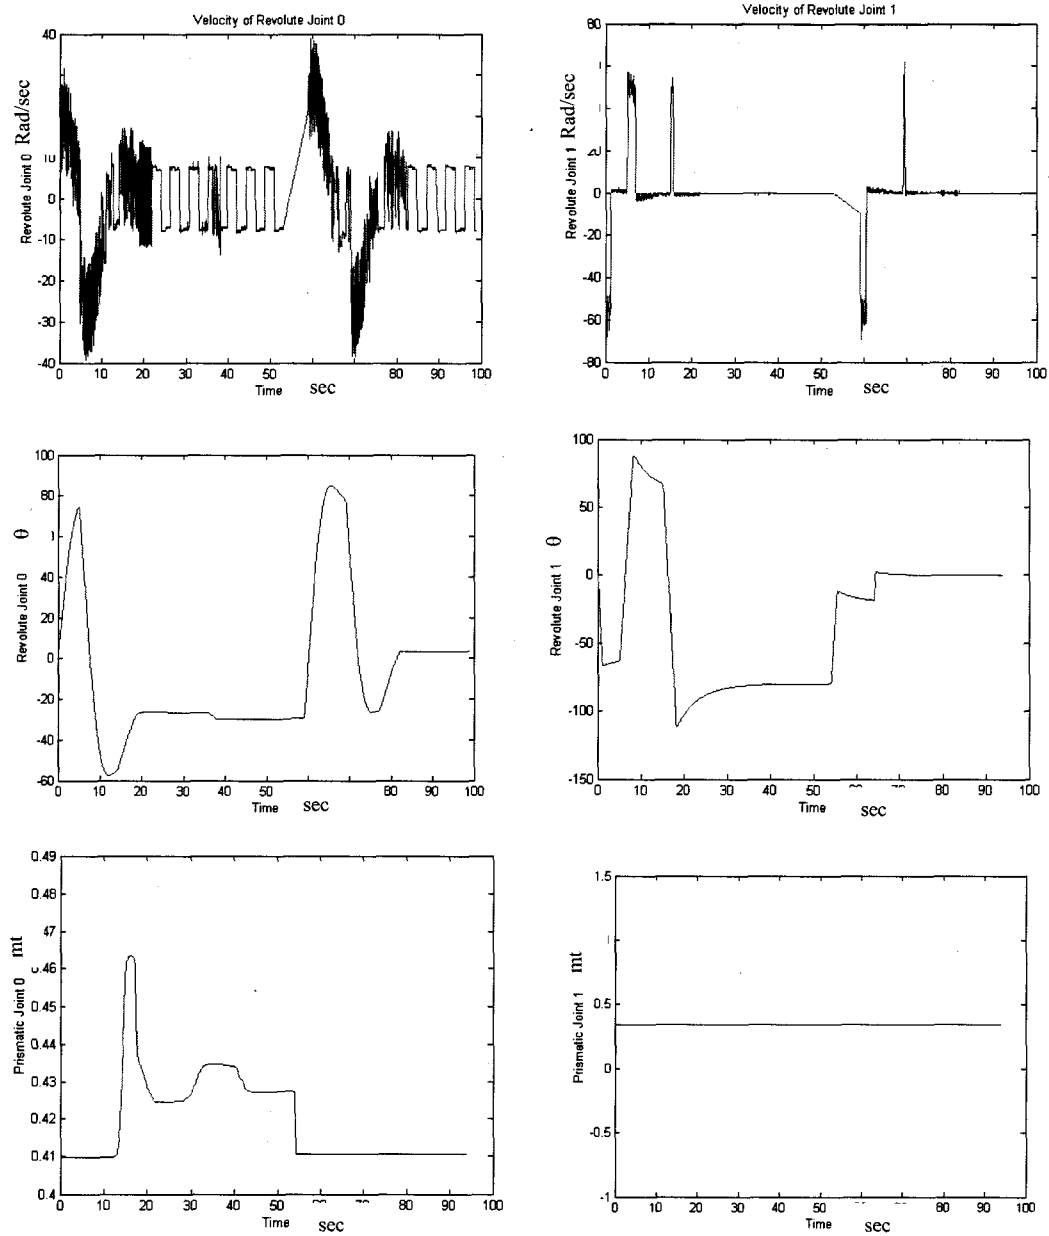 Velocity of Revolute Joint 0
40
10
0
-10
-20
-30
-40
Revolute Joint 0 Rad/sec
0 10 20 30 40 50 60 70 80 90 100
Time sec
Velocity of Revolute Joint 1
80
0
-20
-40
-60
-80
Revolute Joint 1 Rad/sec
0 10 20 30 40 50 60 70 80 90 100
Time sec
100
80
40
20
0
-20
-40
-60
Revolute Joint 0 θ
0 10 20 30 40 50 60 70 80 90 100
Time sec
100
50
0
-50
-100
-150
Revolute Joint 1 θ
0 10 20 30 40 50 80 90 100
Time sec
0.49
0.48
47
0.46
0.45
0.44
0.43
0.42
0.41
0.4
Prismatic Joint 0 mt
0 10 20 30 40 50 80 90 100
Time sec
1.5
1
0.5
0
-0.5
-1
Prismatic Joint 1 mt
0 10 20 30 40 50 80 90 100
Time sec